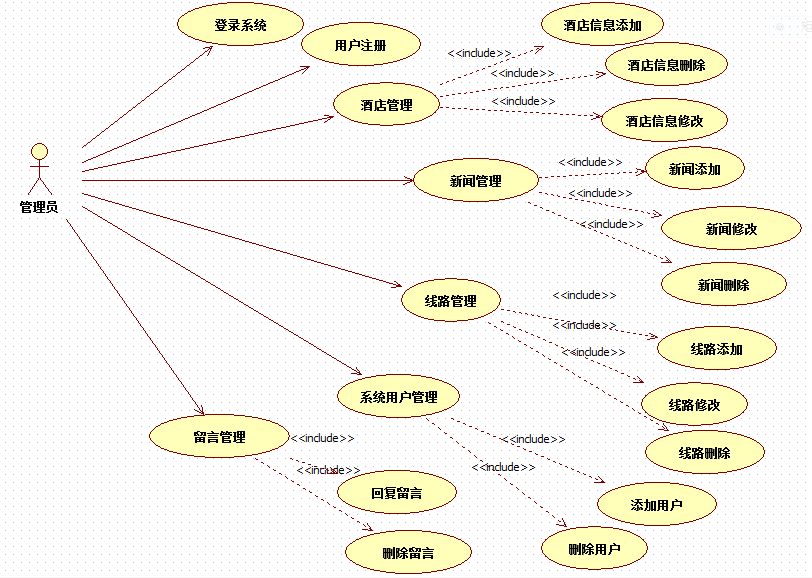 登录系统
酒店信息添加
用户注册
<<include>>
酒店信息删除
<<include>>
酒店管理
<<include>>
酒店信息修改
<<include>>
新闻添加
新闻管理
<<include>>
管理员
<<include>>
新闻修改
新闻删除
<<include>>
线路管理
<<include>>
线路添加
<<include>>
系统用户管理
线路修改
留言管理
<<include>>
<<include>>
线路删除
<<include>>
<<include>>
回复留言
添加用户
删除留言
删除用户